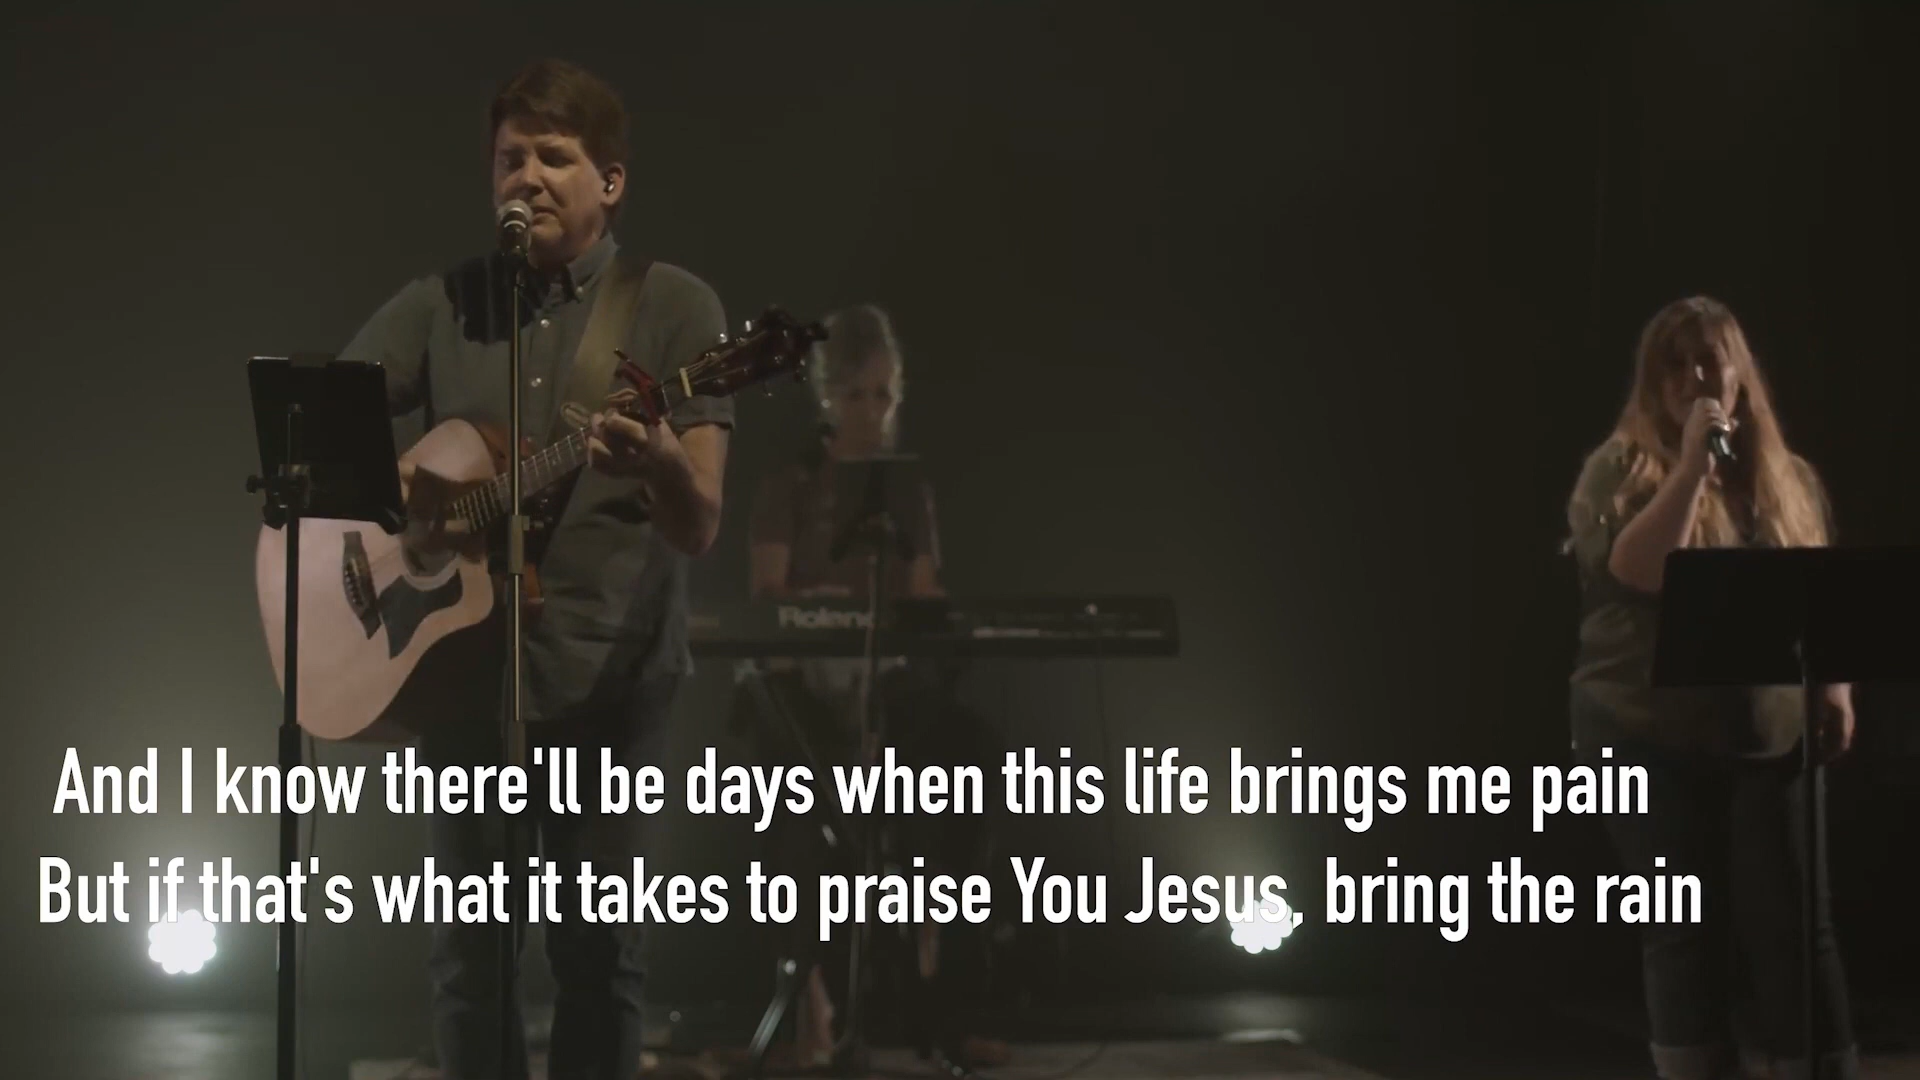 Roland
And I know there'll be days when this life brings me pain
But if that's what it takes to praise You Jesus, bring the rain